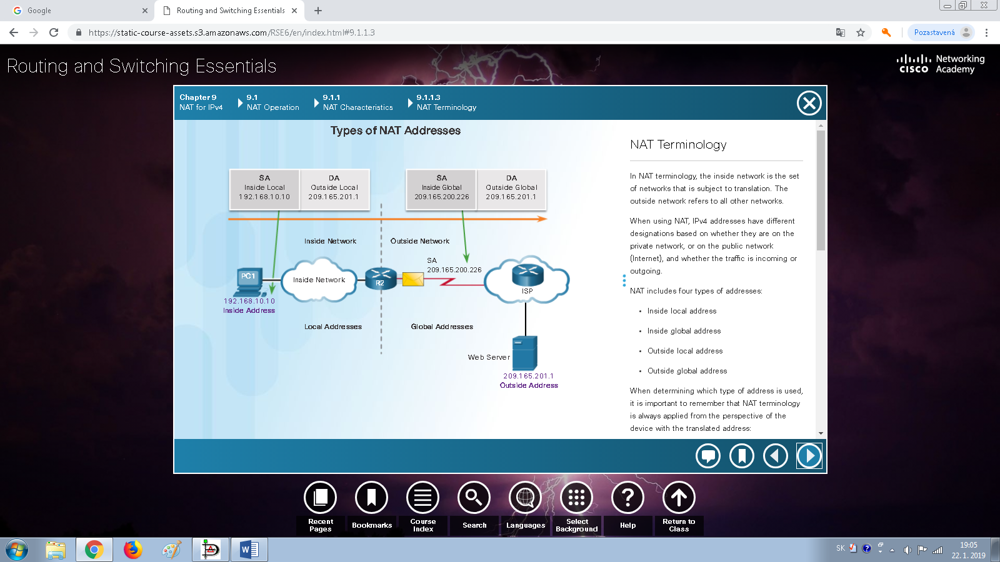 Google
Routing and Switching Essentials
https://static-course-assets.s3.amazonaws.com/RSE6/en/index.html#9.1.1.3
Pozastavená
Routing and Switching Essentials
CISCO
Networking
Academy
Chapter 9
NAT for IPv4
9.1
NAT Operation
9.1.1
NAT Characteristics
9.1.1.3
NAT Terminology
Types of NAT Addresses
SA
Inside Local
192.168.10.10
DA
Outside Local
209.165.201.1
SA
Inside Global
209.165.200.226
DA
Outside Global
209.165.201.1
Inside Network
Outside Network
SA
209.165.200.226
PC1
Inside Network
R2
ISP
192.168.10.10
Inside Address
Local Addresses
Global Addresses
Web Server
209.165.201.1
Outside Address
NAT Terminology
In NAT terminology, the inside network is the set
of networks that is subject to translation. The
outside network refers to all other networks.
When using NAT, IPv4 addresses have different
designations based on whether they are on the
private network, or on the public network
(Internet), and whether the traffic is incoming or
outgoing.
NAT includes four types of addresses:
• Inside local address
• Inside global address
• Outside local address
• Outside global address
When determining which type of address is used,
it is important to remember that NAT terminology
is always applied from the perspective of the
device with the translated address:
Recent
Pages
Bookmarks
Course
Index
Search
Languages
Select
Background
Help
Return to
Class
SK
19:05
22. 1. 2019